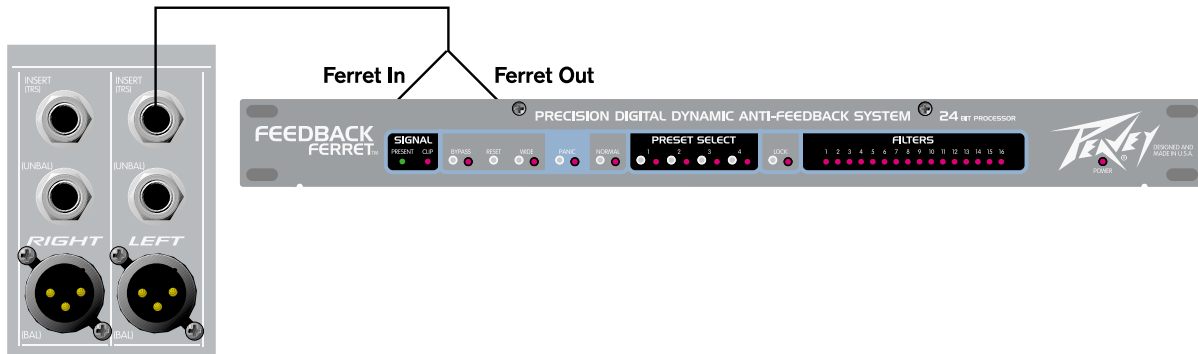 Ferret In
Ferret Out
INSERT
(TRS)
INSERT
(TRS)
(UNBAL)
(UNBAL)
RIGHT
LEFT
(BAL)
(BAL)
PRECISION DIGITAL DYNAMIC ANTI-FEEDBACK SYSTEM
24 BIT PROCESSOR
FEEDBACK
FERRET™
SIGNAL
PRESENT CLIP
BYPASS RESET WIDE PANIC NORMAL
PRESET SELECT
1 2 3 4
LOCK
FILTERS
1 2 3 4 5 6 7 8 9 10 11 12 13 14 15 16
PEAVEY®
DESIGNED AND
MADE IN U.S.A.
POWER